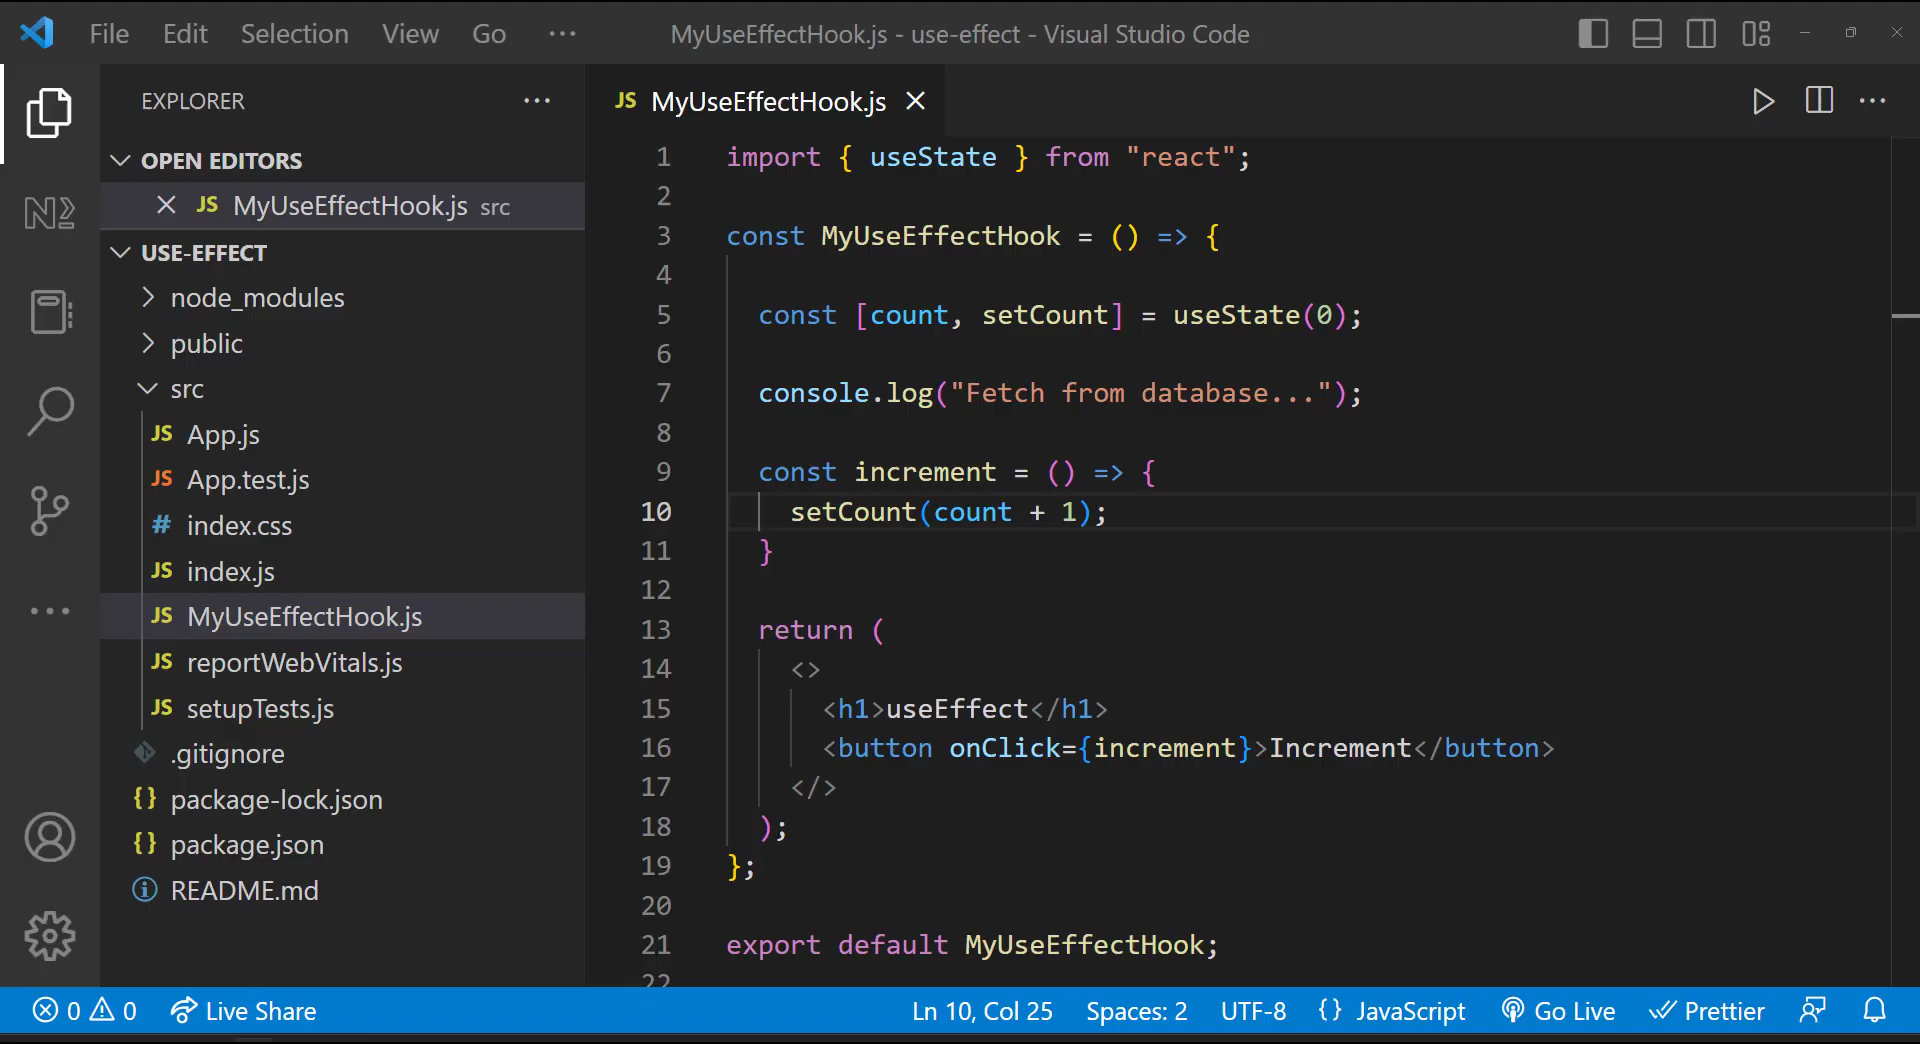 File Edit Selection View Go ··· MyUseEffectHook.js - use-effect - Visual Studio Code
EXPLORER ···
OPEN EDITORS
JS MyUseEffectHook.js src
USE-EFFECT
node_modules
public
src
JS App.js
JS App.test.js
# index.css
JS index.js
JS MyUseEffectHook.js
JS reportWebVitals.js
JS setupTests.js
.gitignore
{} package-lock.json
{} package.json
README.md
JS MyUseEffectHook.js
1 import { useState } from "react";
2
3 const MyUseEffectHook = () => {
4
5 const [count, setCount] = useState(0);
6
7 console.log("Fetch from database...");
8
9 const increment = () => {
10 setCount(count + 1);
11 }
12
13 return (
14 <>
15 <h1>useEffect</h1>
16 <button onClick={increment}>Increment</button>
17 </>
18 );
19 };
20
21 export default MyUseEffectHook;
22
0 0 Live Share Ln 10, Col 25 Spaces: 2 UTF-8 {} JavaScript Go Live Prettier